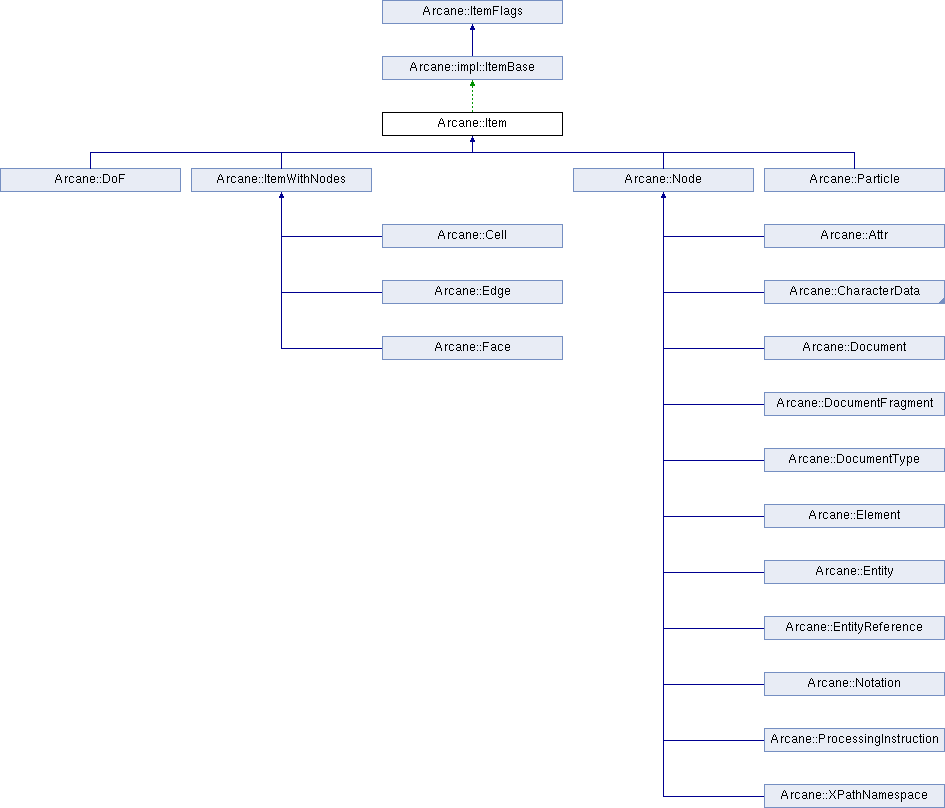 Arcane::ItemFlags
Arcane::impl::ItemBase
Arcane::Item
Arcane::DoF
Arcane::ItemWithNodes
Arcane::Node
Arcane::Particle
Arcane::Cell
Arcane::Attr
Arcane::Edge
Arcane::CharacterData
Arcane::Face
Arcane::Document
Arcane::DocumentFragment
Arcane::DocumentType
Arcane::Element
Arcane::Entity
Arcane::EntityReference
Arcane::Notation
Arcane::ProcessingInstruction
Arcane::XPathNamespace